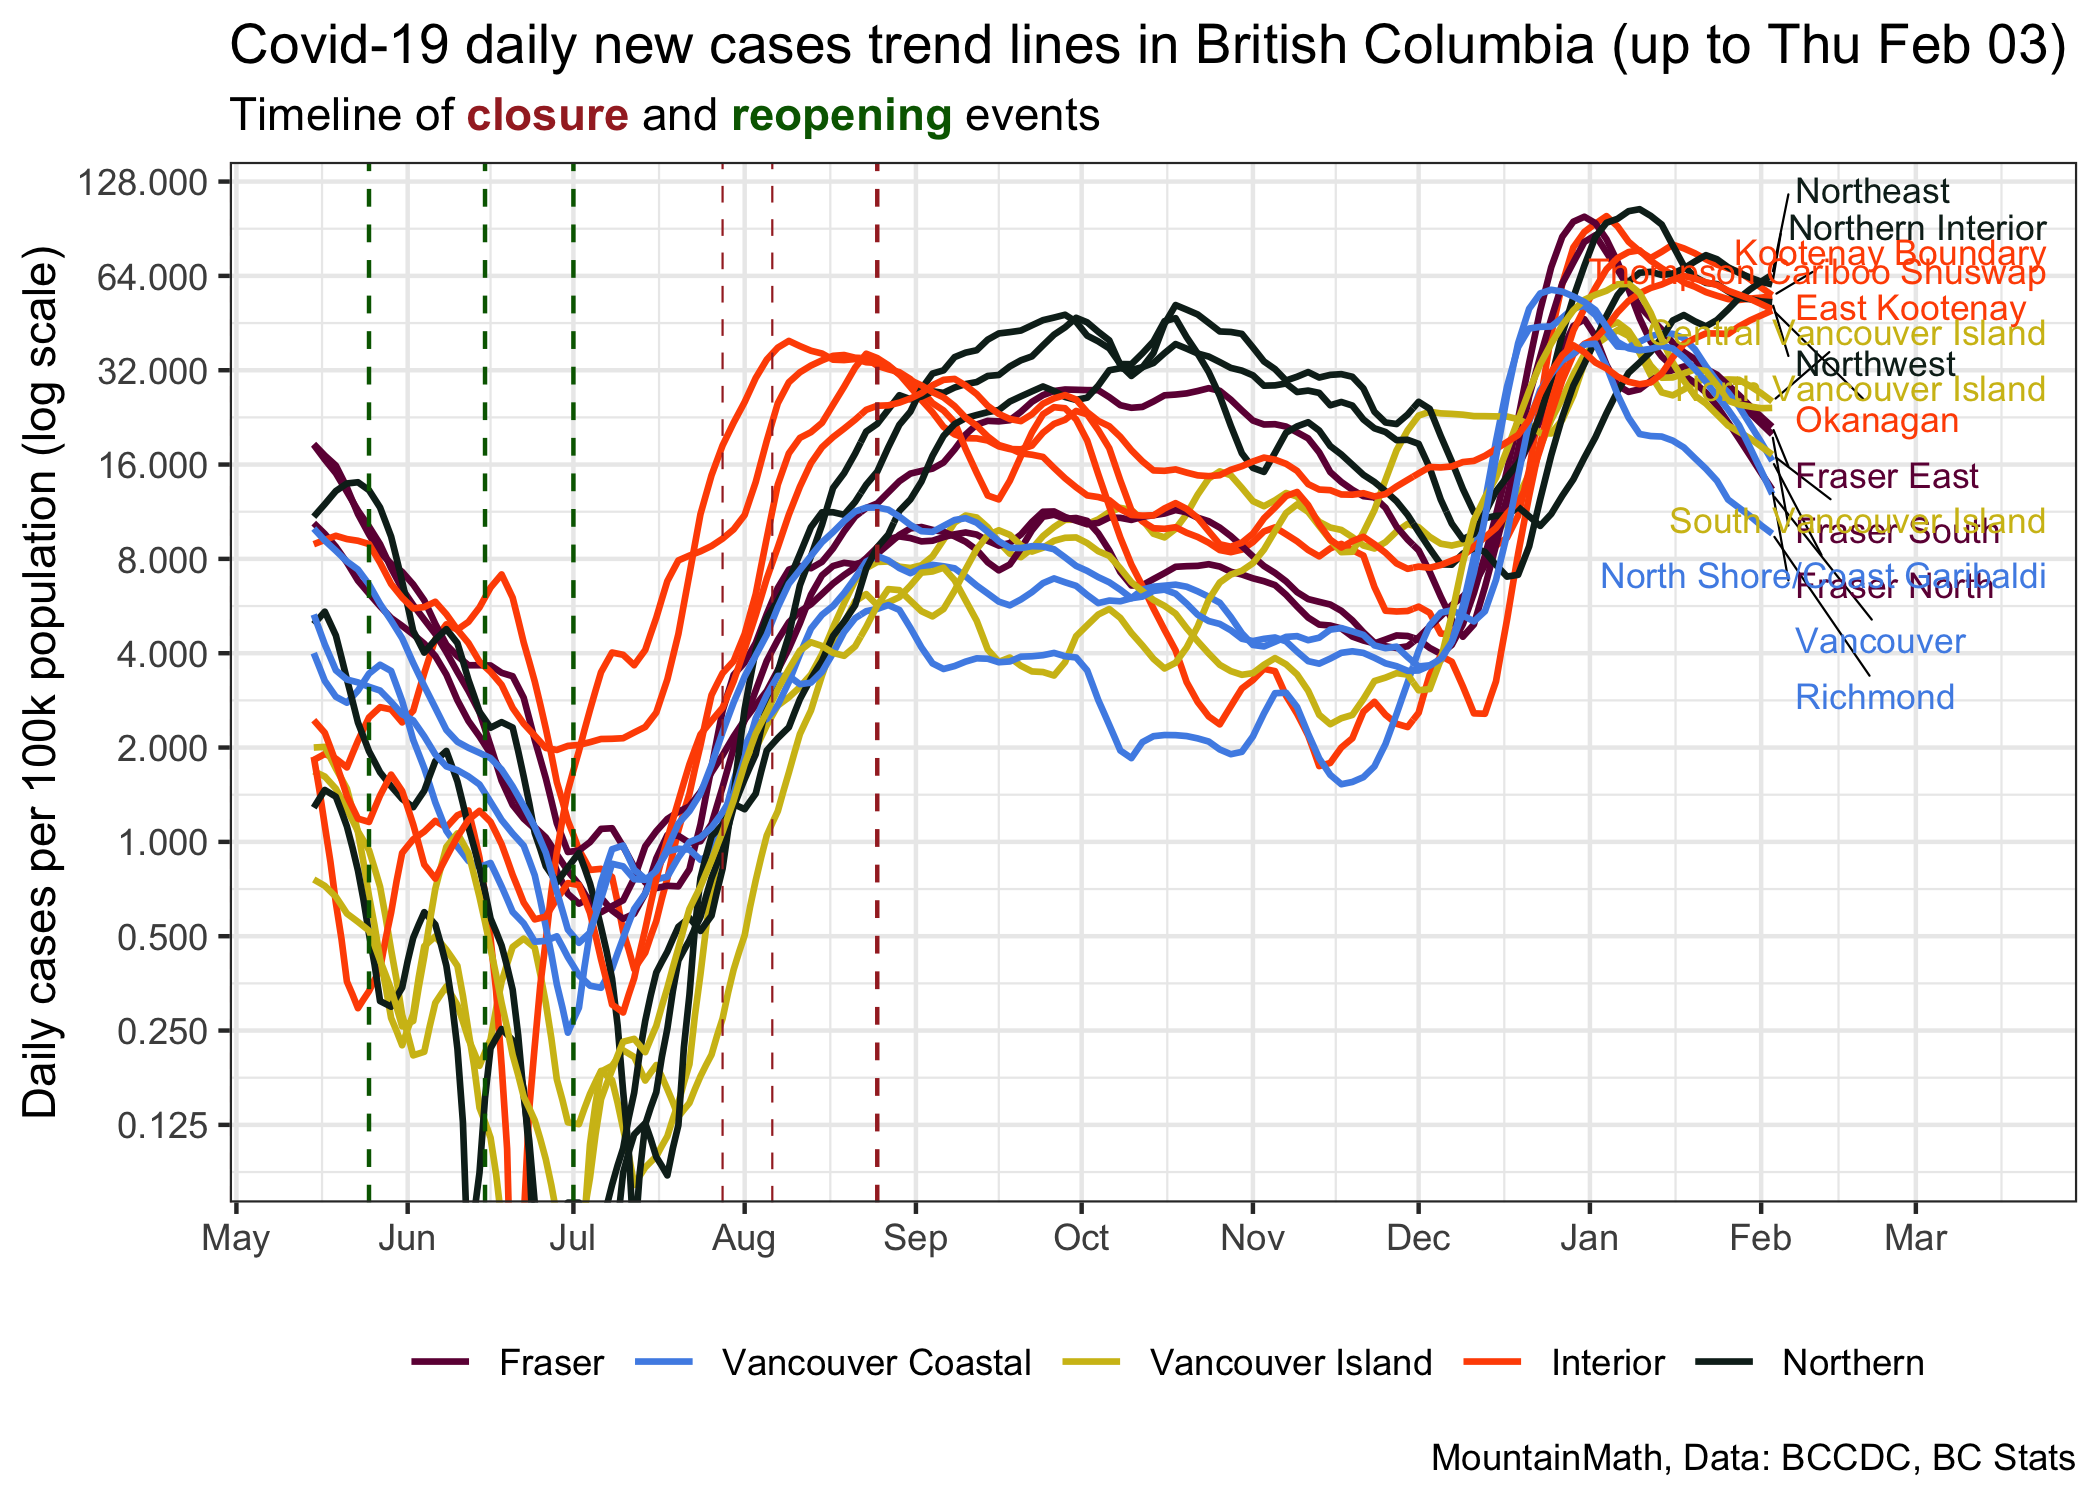 Covid-19 daily new cases trend lines in British Columbia (up to Thu Feb 03)
Timeline of closure and reopening events
Daily cases per 100k population (log scale)
128.000
64.000
32.000
16.000
8.000
4.000
2.000
1.000
0.500
0.250
0.125
Northeast
Northern Interior
Kootenay Boundary
Thompson Cariboo Shuswap
East Kootenay
Central Vancouver Island
Northwest
North Vancouver Island
Okanagan
Fraser East
South Vancouver Island
Fraser South
North Shore/Coast Garibaldi
Fraser North
Vancouver
Richmond
May Jun Jul Aug Sep Oct Nov Dec Jan Feb Mar
Fraser Vancouver Coastal Vancouver Island Interior Northern
MountainMath, Data: BCCDC, BC Stats